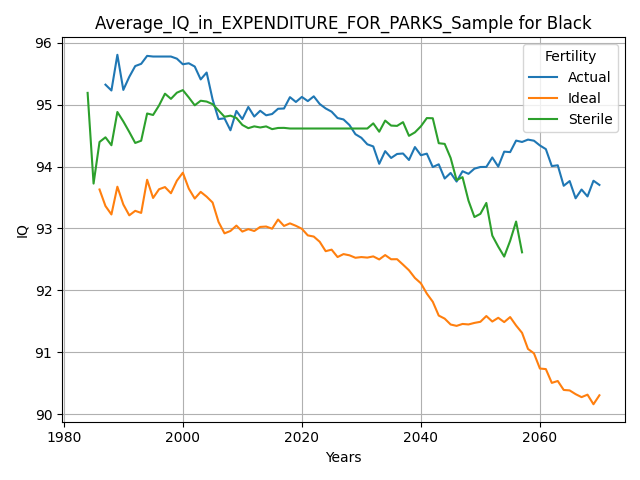 Average_IQ_in_EXPENDITURE_FOR_PARKS_Sample for Black
Fertility
Actual
Ideal
Sterile
IQ
96
95
94
93
92
91
90
1980
2000
2020
2040
2060
Years